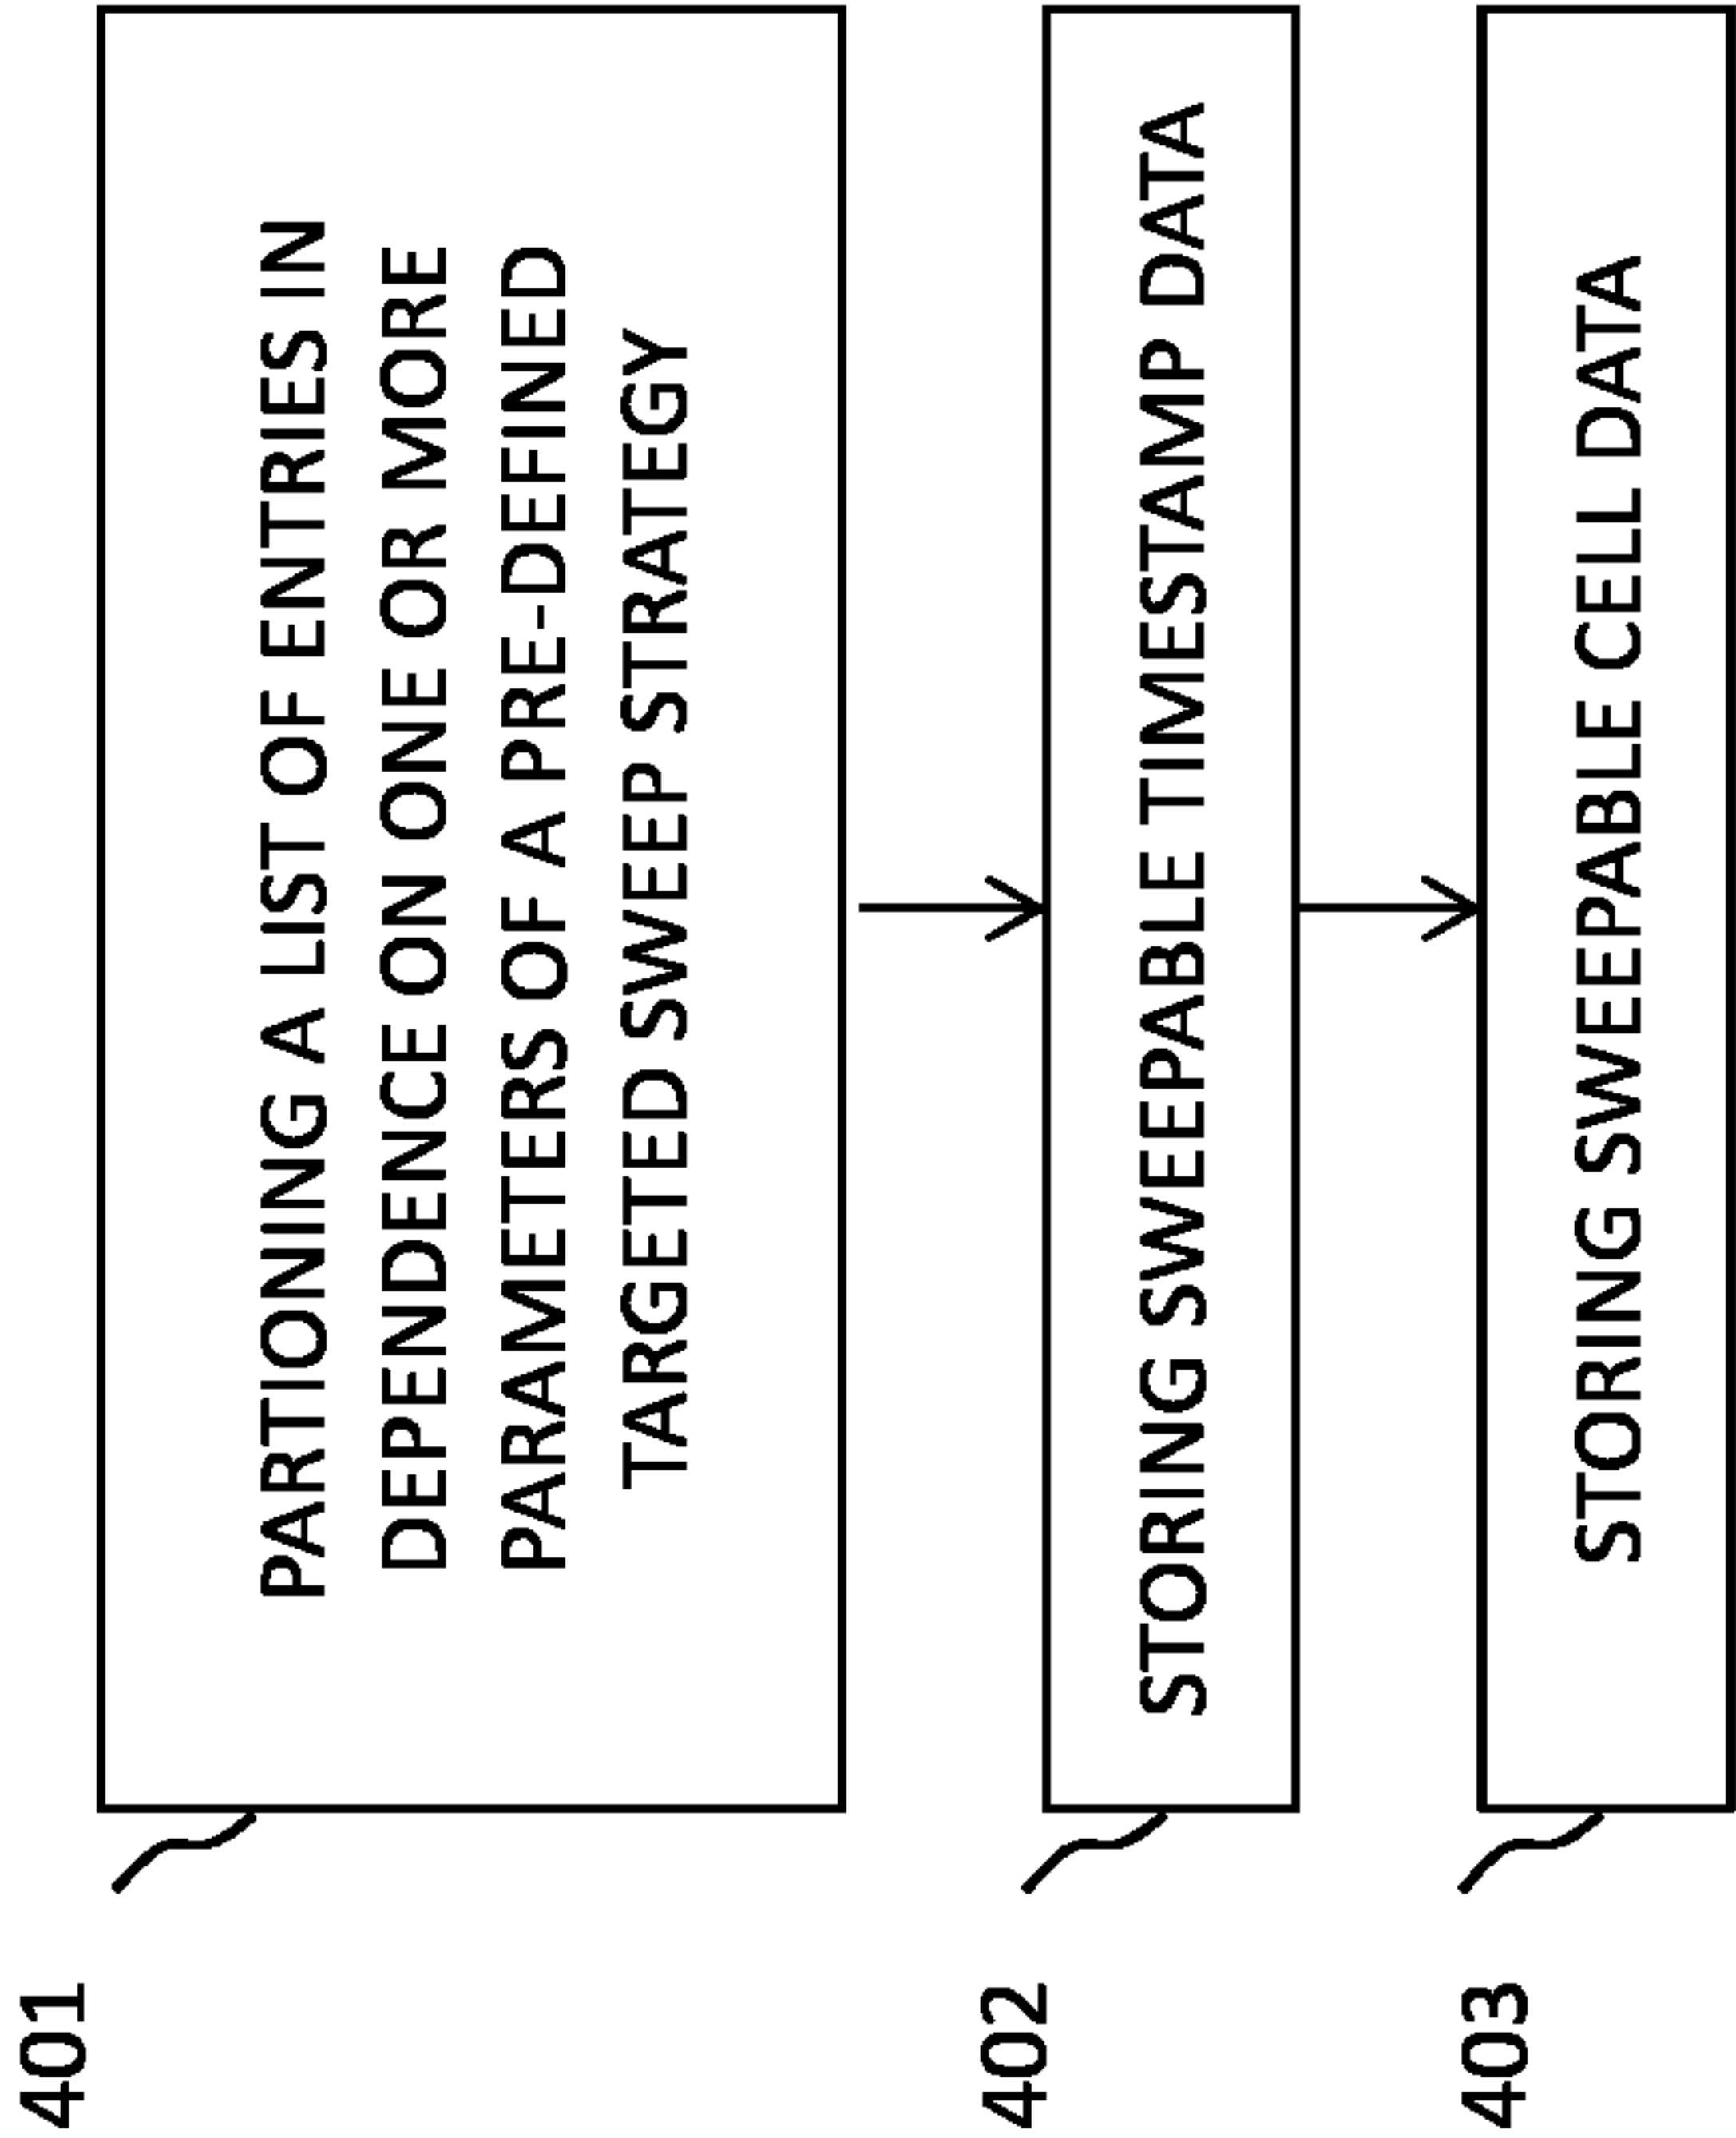 401
PARTIONING A LIST OF ENTRIES IN
DEPENDENCE ON ONE OR MORE
PARAMETERS OF A PRE-DEFINED
TARGETED SWEEP STRATEGY
402
STORING SWEEPABLE TIMESTAMP DATA
403
STORING SWEEPABLE CELL DATA